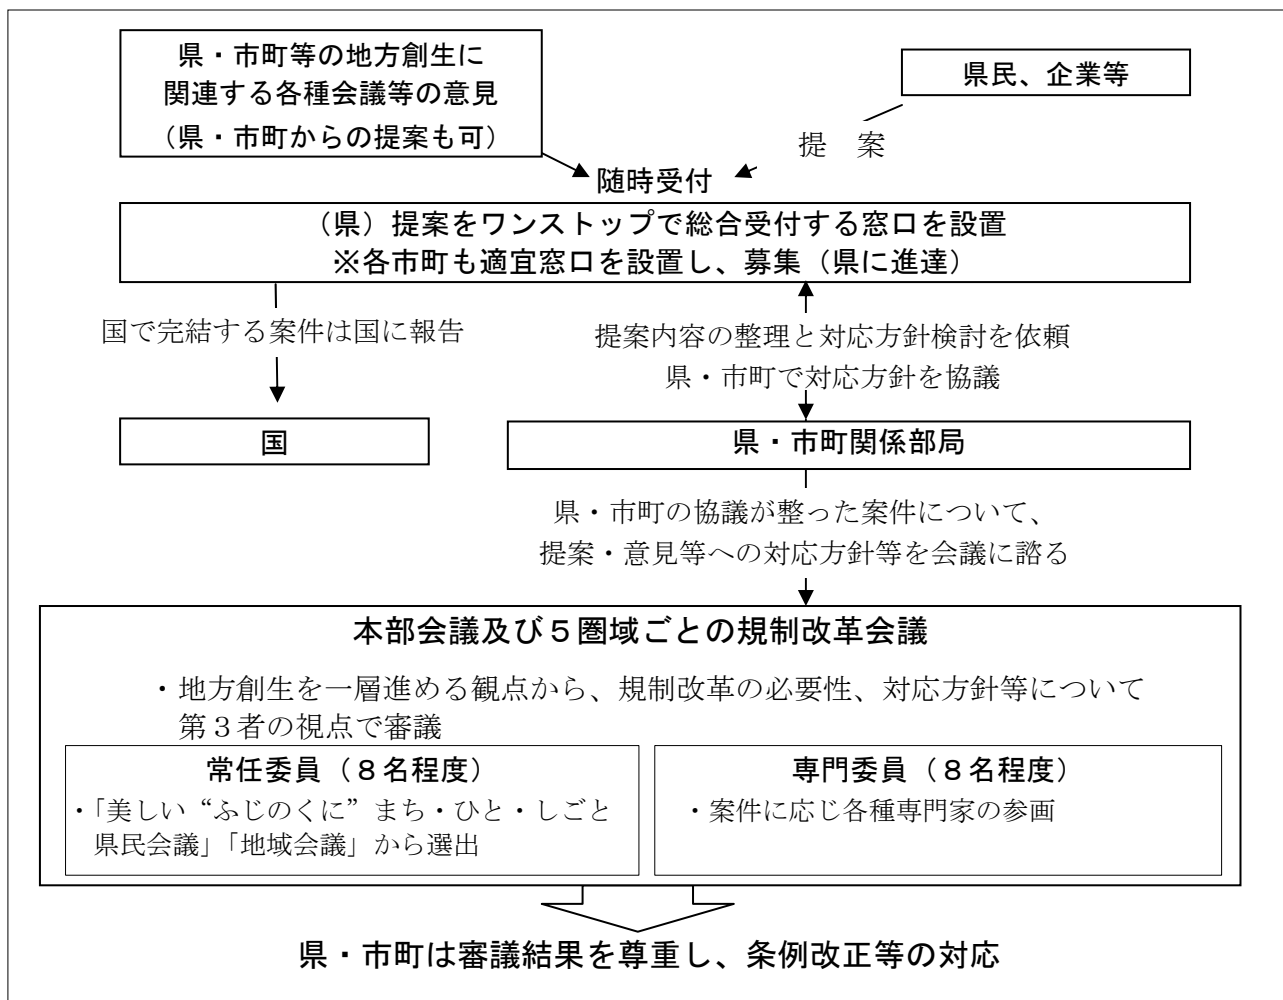 県・市町等の地方創生に
関連する各種会議等の意見
（県・市町からの提案も可）
県民、企業等
提　案
随時受付
（県）提案をワンストップで総合受付する窓口を設置
※各市町も適宜窓口を設置し、募集（県に進達）
国で完結する案件は国に報告
提案内容の整理と対応方針検討を依頼
県・市町で対応方針を協議
国
県・市町関係部局
県・市町の協議が整った案件について、
提案・意見等への対応方針等を会議に諮る
本部会議及び５圏域ごとの規制改革会議
・地方創生を一層進める観点から、規制改革の必要性、対応方針等について
第３者の視点で審議
常任委員（８名程度）
・「美しい“ふじのくに”まち・ひと・しごと
県民会議」「地域会議」から選出
専門委員（８名程度）
・案件に応じ各種専門家の参画
県・市町は審議結果を尊重し、条例改正等の対応